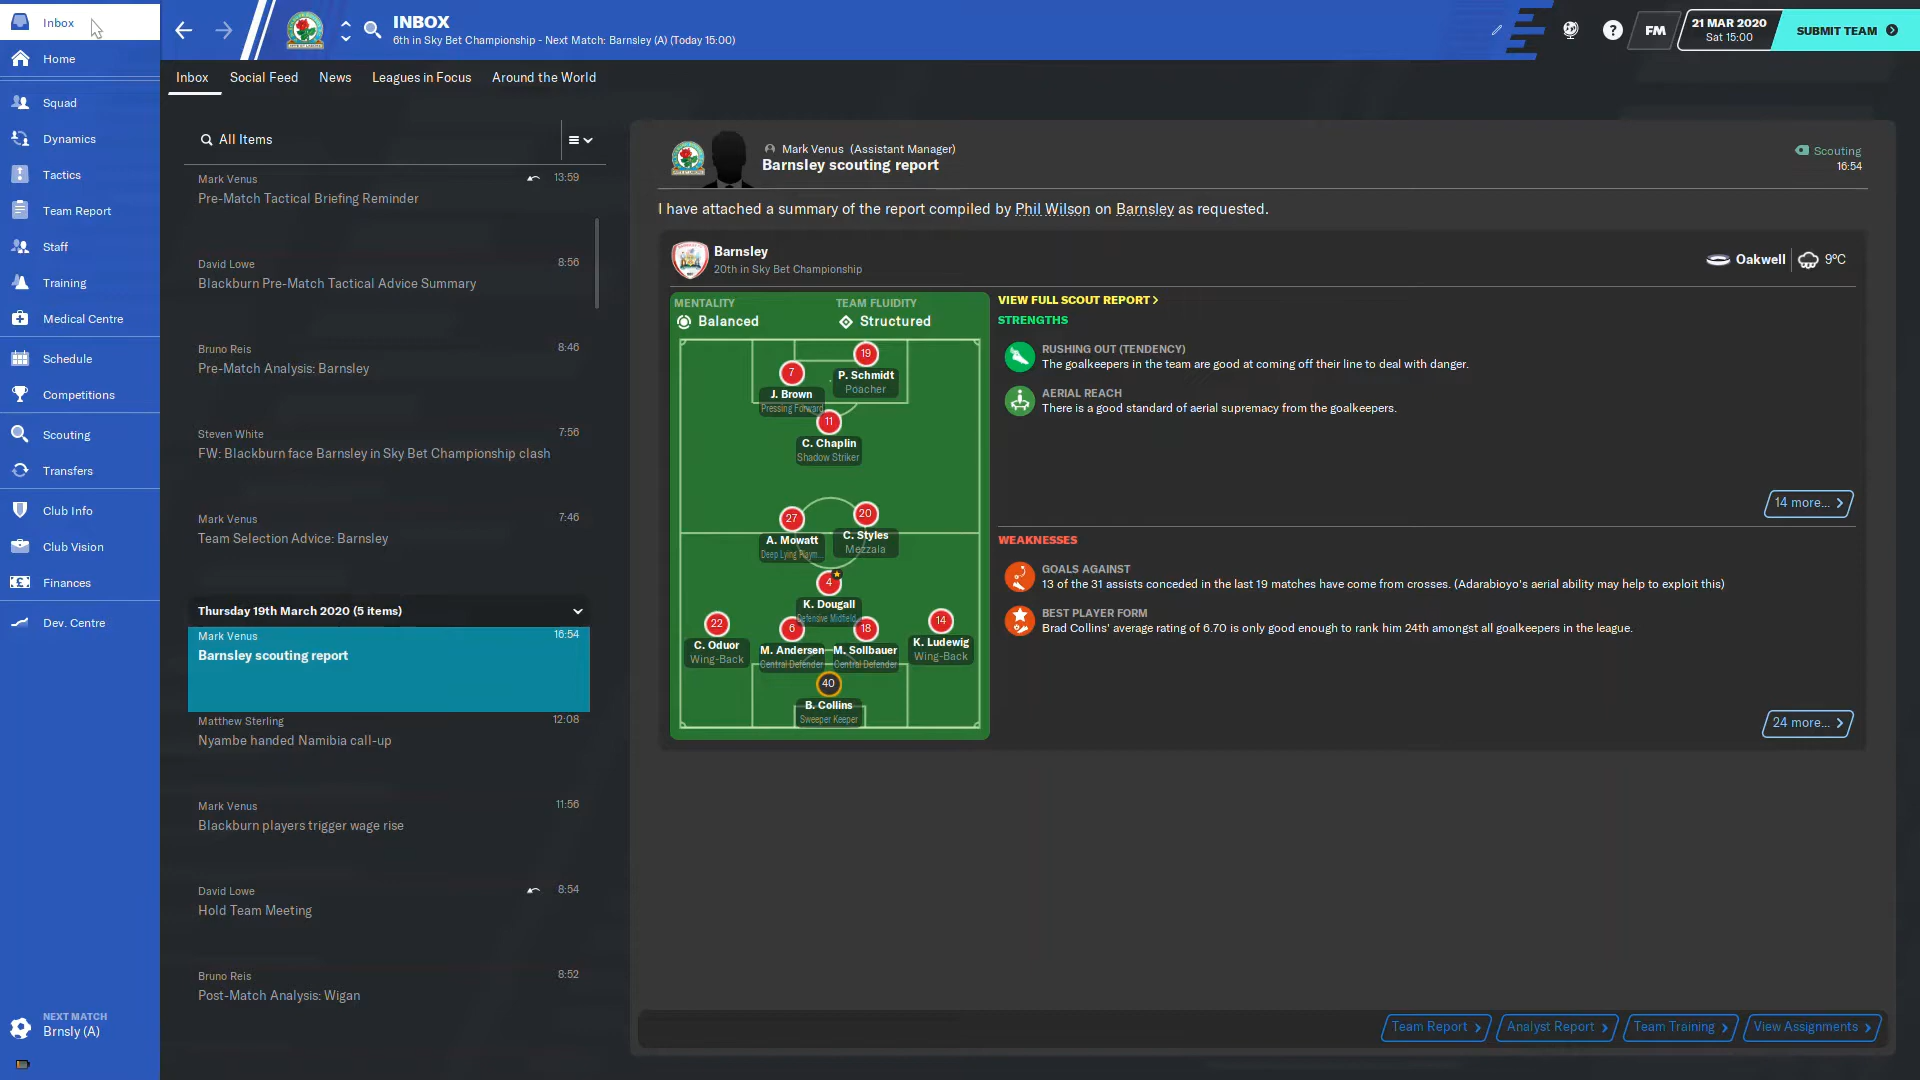 Inbox
Home
Squad
Dynamics
Tactics
Team Report
Staff
Training
Medical Centre
Schedule
Competitions
Scouting
Transfers
Club Info
Club Vision
Finances
Dev. Centre
NEXT MATCH
Brnsly (A)
INBOX
6th in Sky Bet Championship - Next Match: Barnsley (A) (Today 15:00)
FM
21 MAR 2020
Sat 15:00
SUBMIT TEAM
Inbox Social Feed News Leagues in Focus Around the World
All Items
Mark Venus 13:59
Pre-Match Tactical Briefing Reminder
David Lowe 8:56
Blackburn Pre-Match Tactical Advice Summary
Bruno Reis 8:46
Pre-Match Analysis: Barnsley
Steven White 7:56
FW: Blackburn face Barnsley in Sky Bet Championship clash
Mark Venus 7:46
Team Selection Advice: Barnsley
Thursday 19th March 2020 (5 items)
Mark Venus 16:54
Barnsley scouting report
Matthew Sterling 12:08
Nyambe handed Namibia call-up
Mark Venus 11:56
Blackburn players trigger wage rise
David Lowe 8:54
Hold Team Meeting
Bruno Reis 8:52
Post-Match Analysis: Wigan
Mark Venus (Assistant Manager)
Barnsley scouting report
Scouting
16:54
I have attached a summary of the report compiled by Phil Wilson on Barnsley as requested.
Barnsley
20th in Sky Bet Championship
Oakwell 9°C
MENTALITY TEAM FLUIDITY
Balanced Structured
19
P. Schmidt
Poacher
7
J. Brown
Pressing Forward
11
C. Chaplin
Shadow Striker
27
A. Mowatt
Deep Lying Playm...
20
C. Styles
Mezzala
4
K. Dougall
Defensive Midfield...
22
C. Oduor
Wing-Back
6
M. Andersen
Central Defender
18
M. Sollbauer
Central Defender
14
K. Ludewig
Wing-Back
40
B. Collins
Sweeper Keeper
VIEW FULL SCOUT REPORT >
STRENGTHS
RUSHING OUT (TENDENCY)
The goalkeepers in the team are good at coming off their line to deal with danger.
AERIAL REACH
There is a good standard of aerial supremacy from the goalkeepers.
14 more... >
WEAKNESSES
GOALS AGAINST
13 of the 31 assists conceded in the last 19 matches have come from crosses. (Adarabioyo's aerial ability may help to exploit this)
BEST PLAYER FORM
Brad Collins' average rating of 6.70 is only good enough to rank him 24th amongst all goalkeepers in the league.
24 more... >
Team Report > Analyst Report > Team Training > View Assignments >